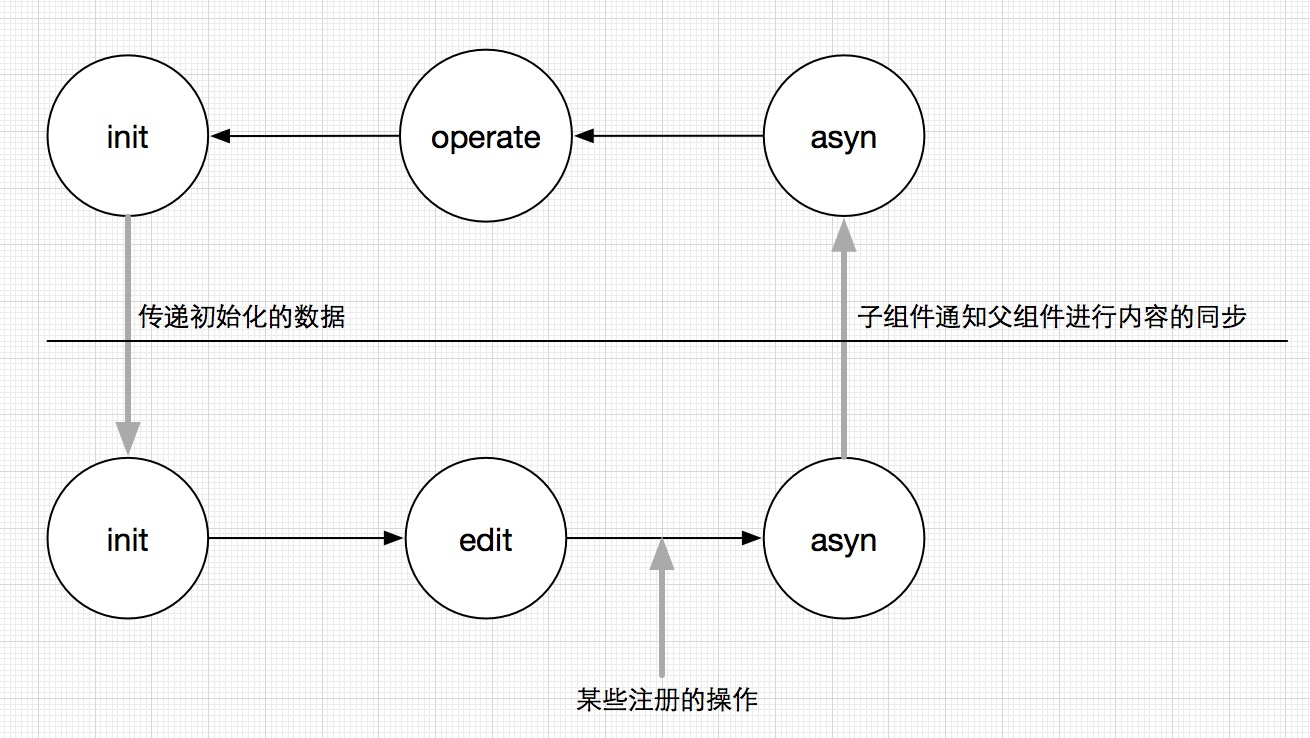 init
operate
asyn
传递初始化的数据
子组件通知父组件进行内容的同步
init
edit
asyn
某些注册的操作